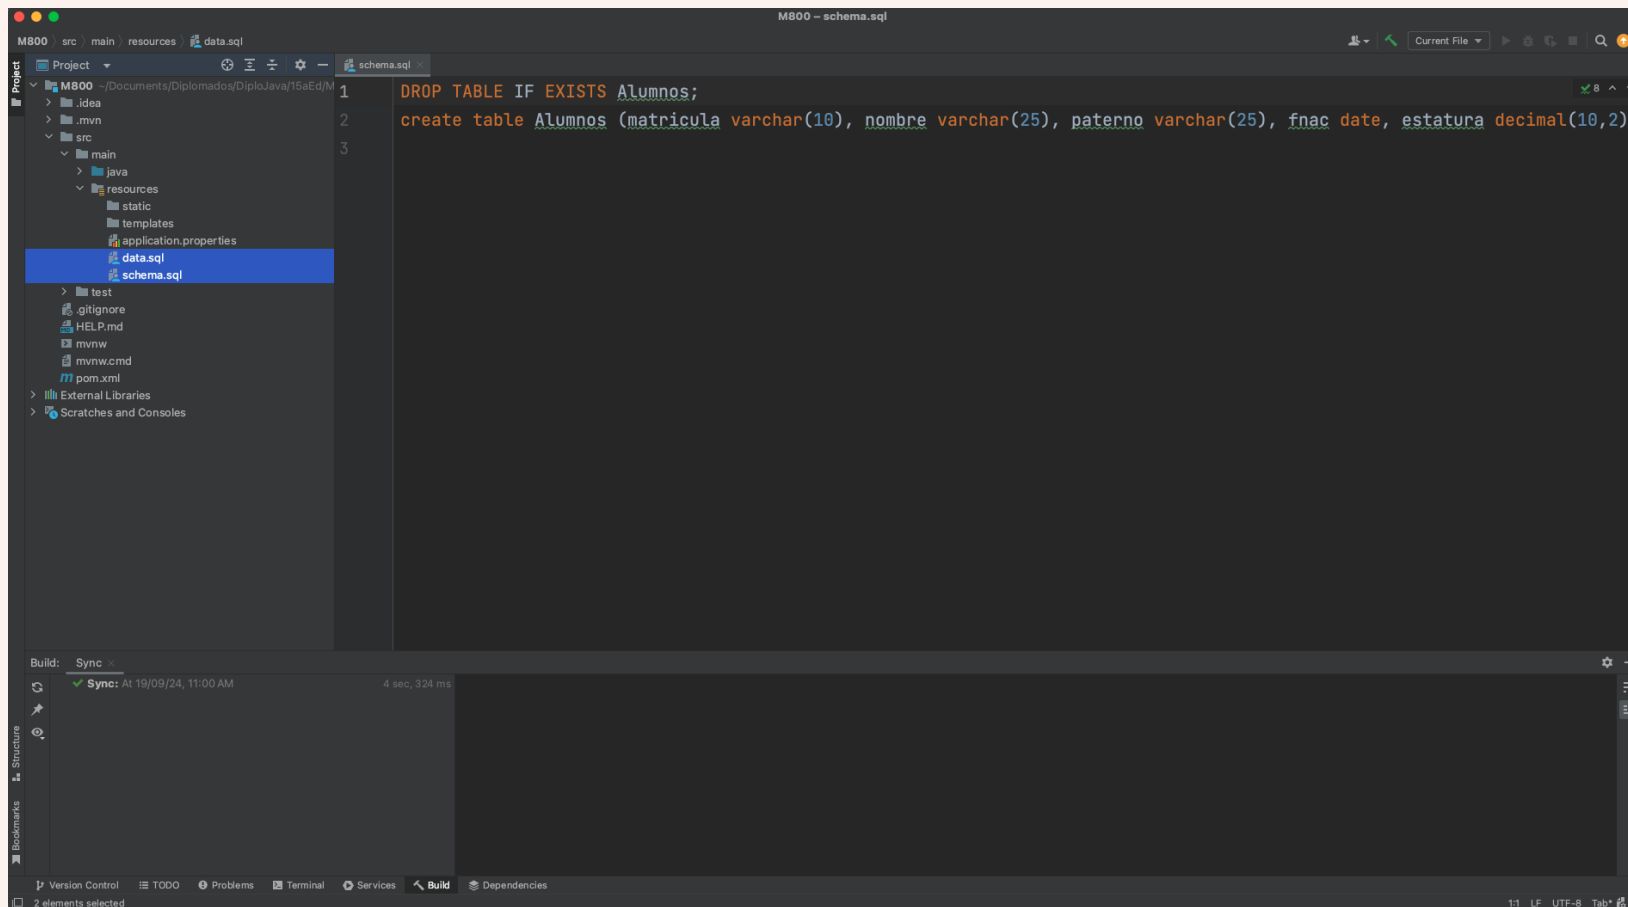 M800 – schema.sql
M800 src main resources data.sql
Current File
Project
Project
schema.sql
M800 ~/Documents/Diplomados/DiploJava/15aEd/M
.idea
.mvn
src
main
java
resources
static
templates
application.properties
data.sql
schema.sql
test
.gitignore
HELP.md
mvnw
mvnw.cmd
pom.xml
External Libraries
Scratches and Consoles
1 DROP TABLE IF EXISTS Alumnos;
2 create table Alumnos (matricula varchar(10), nombre varchar(25), paterno varchar(25), fnac date, estatura decimal(10,2)
3
8
Build: Sync
Sync: At 19/09/24, 11:00 AM 4 sec, 324 ms
Structure
Bookmarks
Version Control TODO Problems Terminal Services Build Dependencies
2 elements selected 1:1 LF UTF-8 Tab*